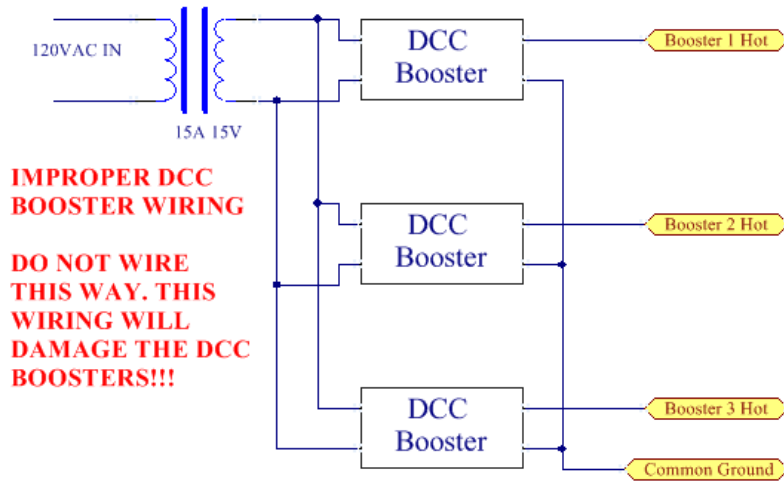 120VAC IN
15A 15V
IMPROPER DCC
BOOSTER WIRING
DO NOT WIRE
THIS WAY. THIS
WIRING WILL
DAMAGE THE DCC
BOOSTERS!!!
DCC
Booster
Booster 1 Hot
DCC
Booster
Booster 2 Hot
DCC
Booster
Booster 3 Hot
Common Ground